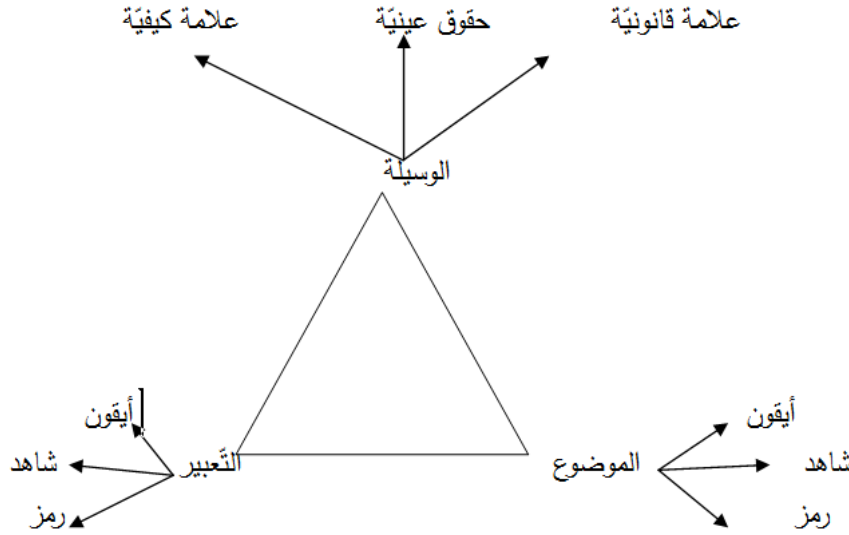 علامة قانونيّة حقوق عينيّة علامة كيفيّة
الوسيلة
أيقون أيقون
شاهد الموضوع التّعبير شاهد
رمز رمز